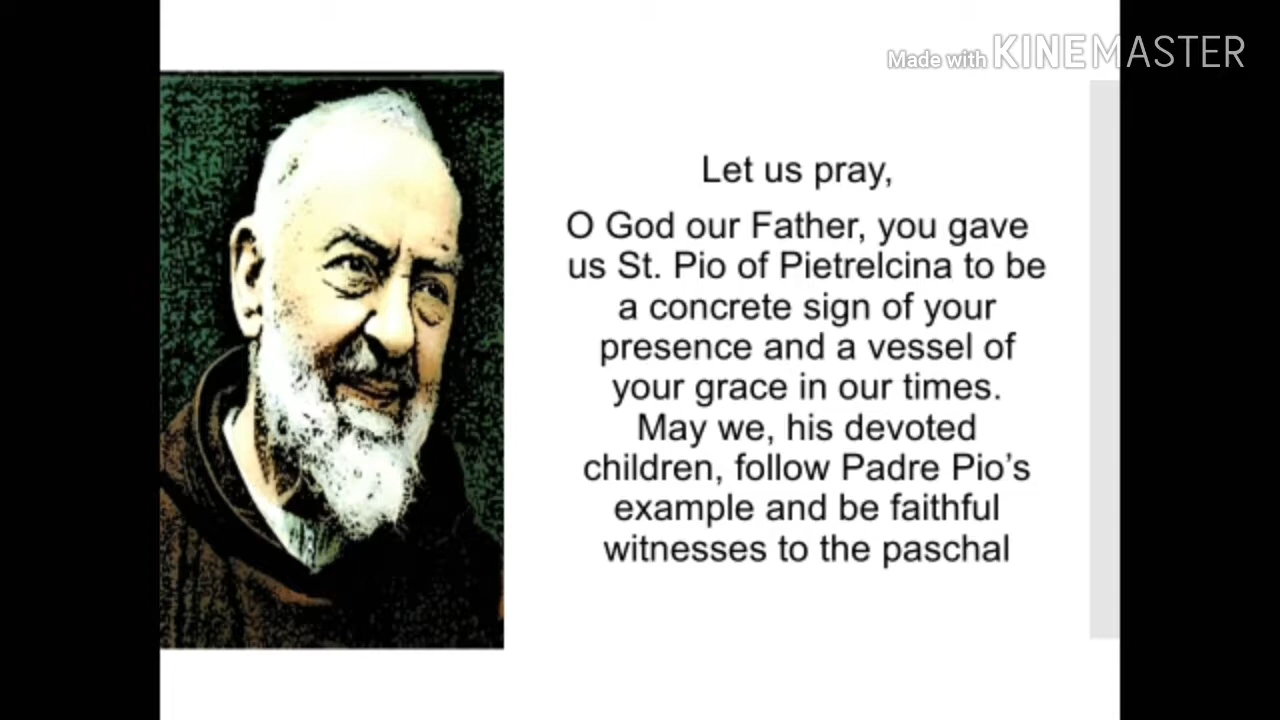 Made with KINEMASTER
Let us pray,
O God our Father, you gave
us St. Pio of Pietrelcina to be
a concrete sign of your
presence and a vessel of
your grace in our times.
May we, his devoted
children, follow Padre Pio’s
example and be faithful
witnesses to the paschal